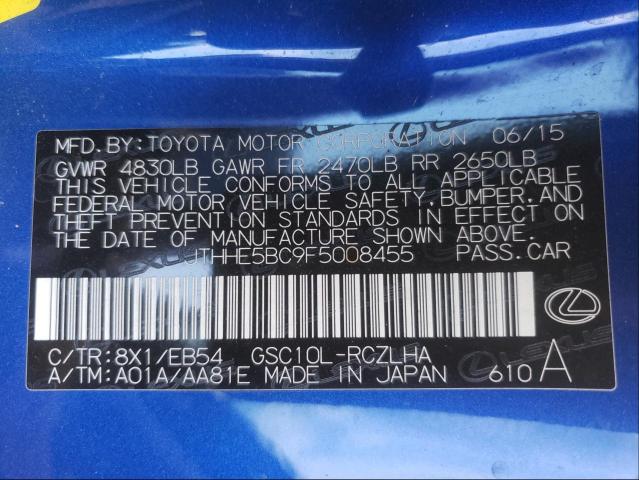 MFD.BY:TOYOTA MOTOR CORPORATION 06/15
GVWR 4830LB GAWR FR 2470LB RR 2650LB
THIS VEHICLE CONFORMS TO ALL APPLICABLE
FEDERAL MOTOR VEHICLE SAFETY,BUMPER,AND
THEFT PREVENTION STANDARDS IN EFFECT ON
THE DATE OF MANUFACTURE SHOWN ABOVE.
JTHHE5BC9F5008455 PASS.CAR
C/TR:8X1/EB54 GSC10L-RCZLHA
A/TM:A01A/AA81E MADE IN JAPAN 610 A